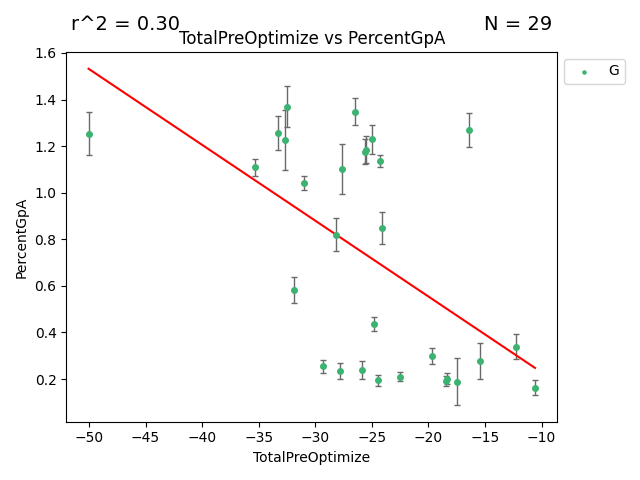 r^2 = 0.30
N = 29
TotalPreOptimize vs PercentGpA
G
1.6
1.4
1.2
1.0
0.8
0.6
0.4
0.2
PercentGpA
−50 −45 −40 −35 −30 −25 −20 −15 −10
TotalPreOptimize